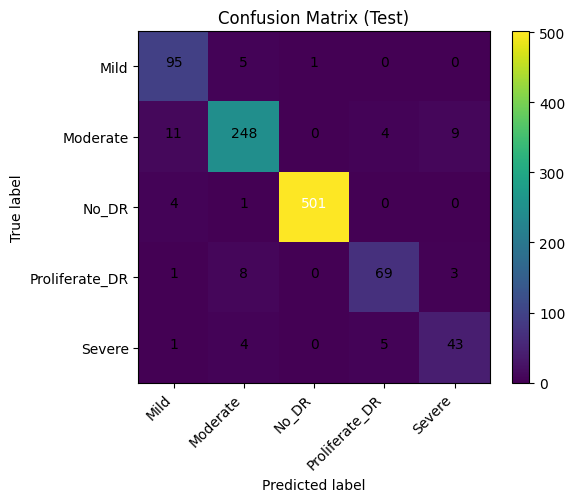 Confusion Matrix (Test)
True label
Mild 95 5 1 0 0
Moderate 11 248 0 4 9
No_DR 4 1 501 0 0
Proliferate_DR 1 8 0 69 3
Severe 1 4 0 5 43
Mild Moderate No_DR Proliferate_DR Severe
Predicted label
500
400
300
200
100
0